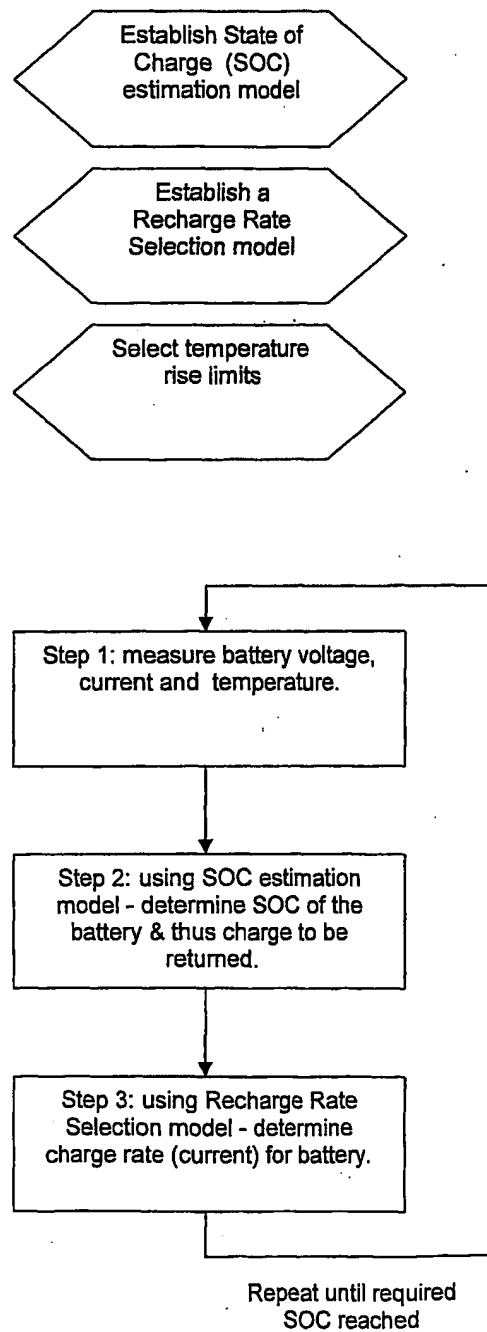 Establish State of
Charge (SOC)
estimation model
Establish a
Recharge Rate
Selection model
Select temperature
rise limits
Step 1: measure battery voltage,
current and temperature.
Step 2: using SOC estimation
model - determine SOC of the
battery & thus charge to be
returned.
Step 3: using Recharge Rate
Selection model - determine
charge rate (current) for battery.
Repeat until required
SOC reached